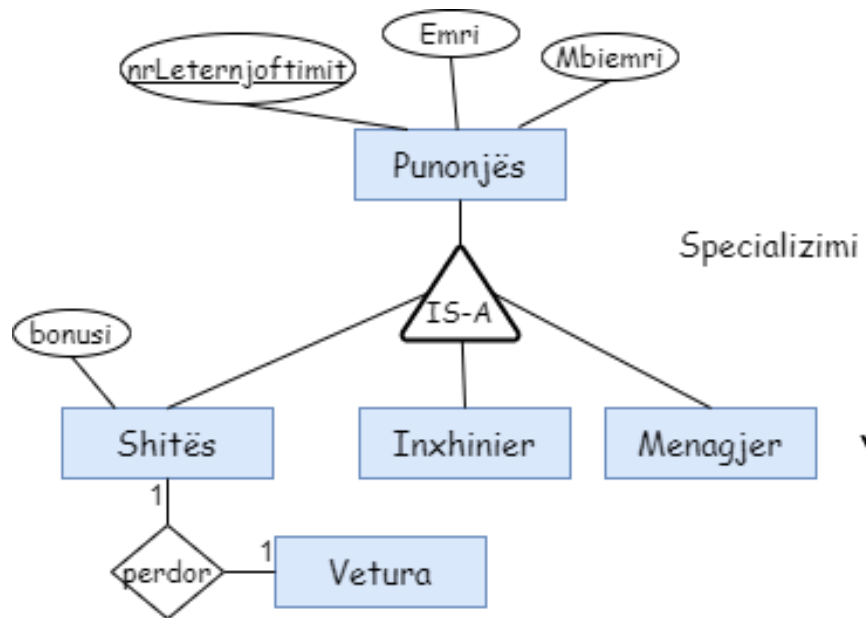 Emri
nrLeternjoftimit
Mbiemri
Punonjës
Specializimi
IS-A
bonusi
Shitës
Inxhinier
Menagjer
1
perdor
1
Vetura